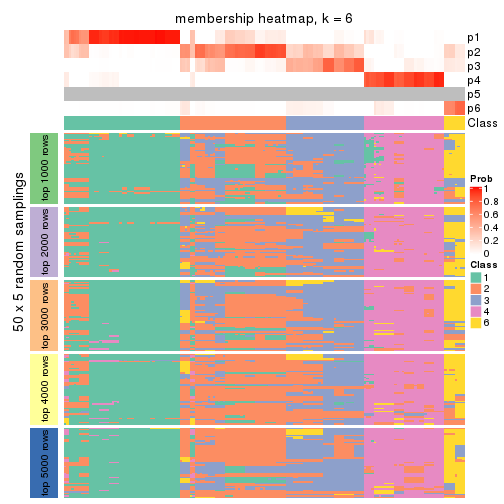 membership heatmap, k = 6
p1
p2
p3
p4
p5
p6
Class
50 x 5 random samplings
top 1000 rows
top 2000 rows
top 3000 rows
top 4000 rows
top 5000 rows
Prob
1
0.8
0.6
0.4
0.2
0
Class
1
2
3
4
6